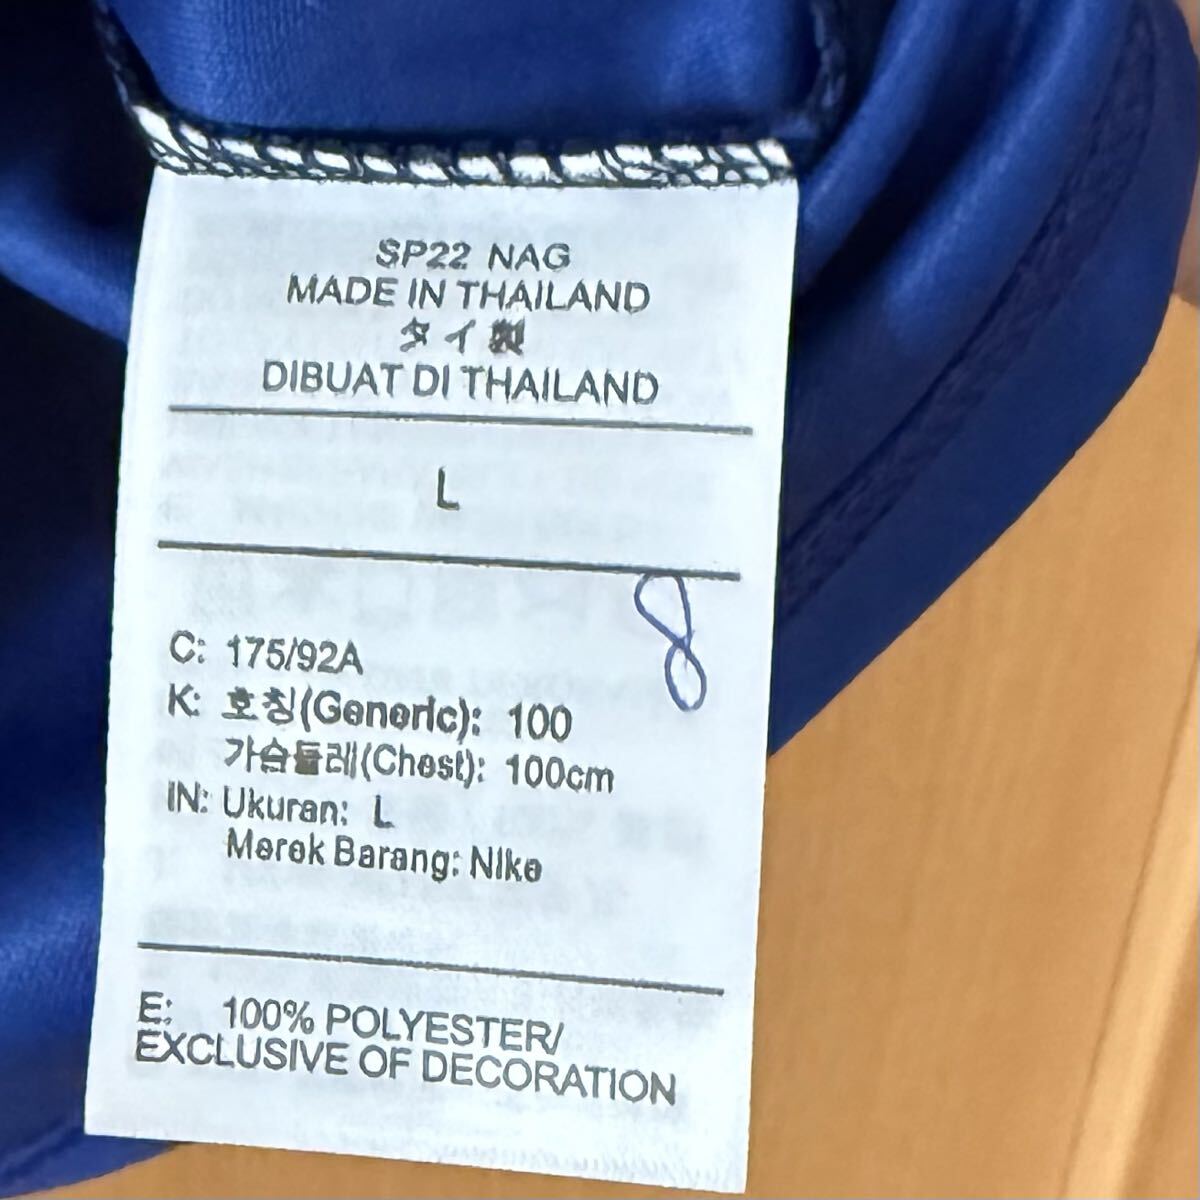 SP22 NAG
MADE IN THAILAND
タイ製
DIBUAT DI THAILAND
L
8
C: 175/92A
K: 호칭(Generic): 100
가슴둘레(Chest): 100cm
IN: Ukuran: L
Merek Barang: Nike
E: 100% POLYESTER/
EXCLUSIVE OF DECORATION